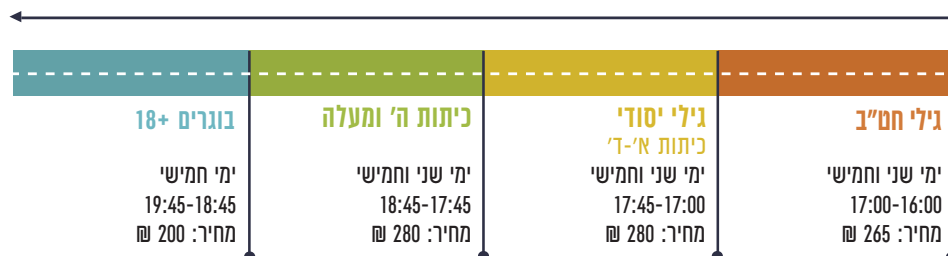 גילי חט״ב
ימי שני וחמישי
17:00-16:00
מחיר: 265 ₪
גילי יסודי
כיתות א׳-ד׳
ימי שני וחמישי
17:45-17:00
מחיר: 280 ₪
כיתות ה׳ ומעלה
ימי שני וחמישי
18:45-17:45
מחיר: 280 ₪
בוגרים +18
ימי חמישי
19:45-18:45
מחיר: 200 ₪